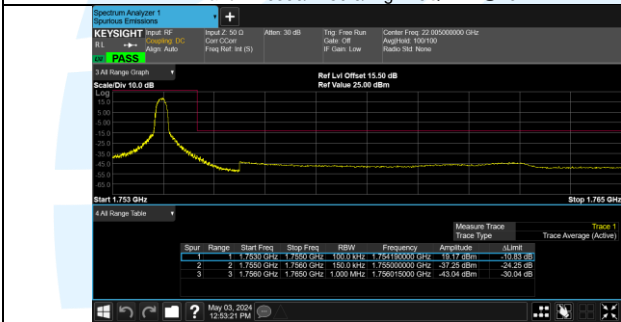 Spectrum Analyzer 1
Spurious Emissions
KEYSIGHT
Input: RF
Coupling: DC
Align: Auto
Input Z: 50 Ω
Corr CCorr
Freq Ref: Int (S)
Atten: 30 dB
Trig: Free Run
Gate: Off
IF Gain: Low
Center Freq: 22.005000000 GHz
Avg|Hold: 100/100
Radio Std: None
RL
PASS
3 All Range Graph
Ref Lvl Offset 15.50 dB
Scale/Div 10.0 dB
Ref Value 25.00 dBm
Log
15.0
5.00
-5.00
-15.0
-25.0
-35.0
-45.0
-55.0
-65.0
Start 1.753 GHz
Stop 1.765 GHz
4 All Range Table
Measure Trace
Trace 1
Trace Type
Trace Average (Active)
Spur Range Start Freq Stop Freq RBW Frequency Amplitude ΔLimit
1 1 1.7530 GHz 1.7550 GHz 100.0 kHz 1.754190000 GHz 19.17 dBm -10.83 dB
2 2 1.7550 GHz 1.7560 GHz 150.0 kHz 1.755000000 GHz -37.25 dBm -24.25 dB
3 3 1.7560 GHz 1.7650 GHz 1.000 MHz 1.756015000 GHz -43.04 dBm -30.04 dB
?
May 03, 2024
12:53:21 PM